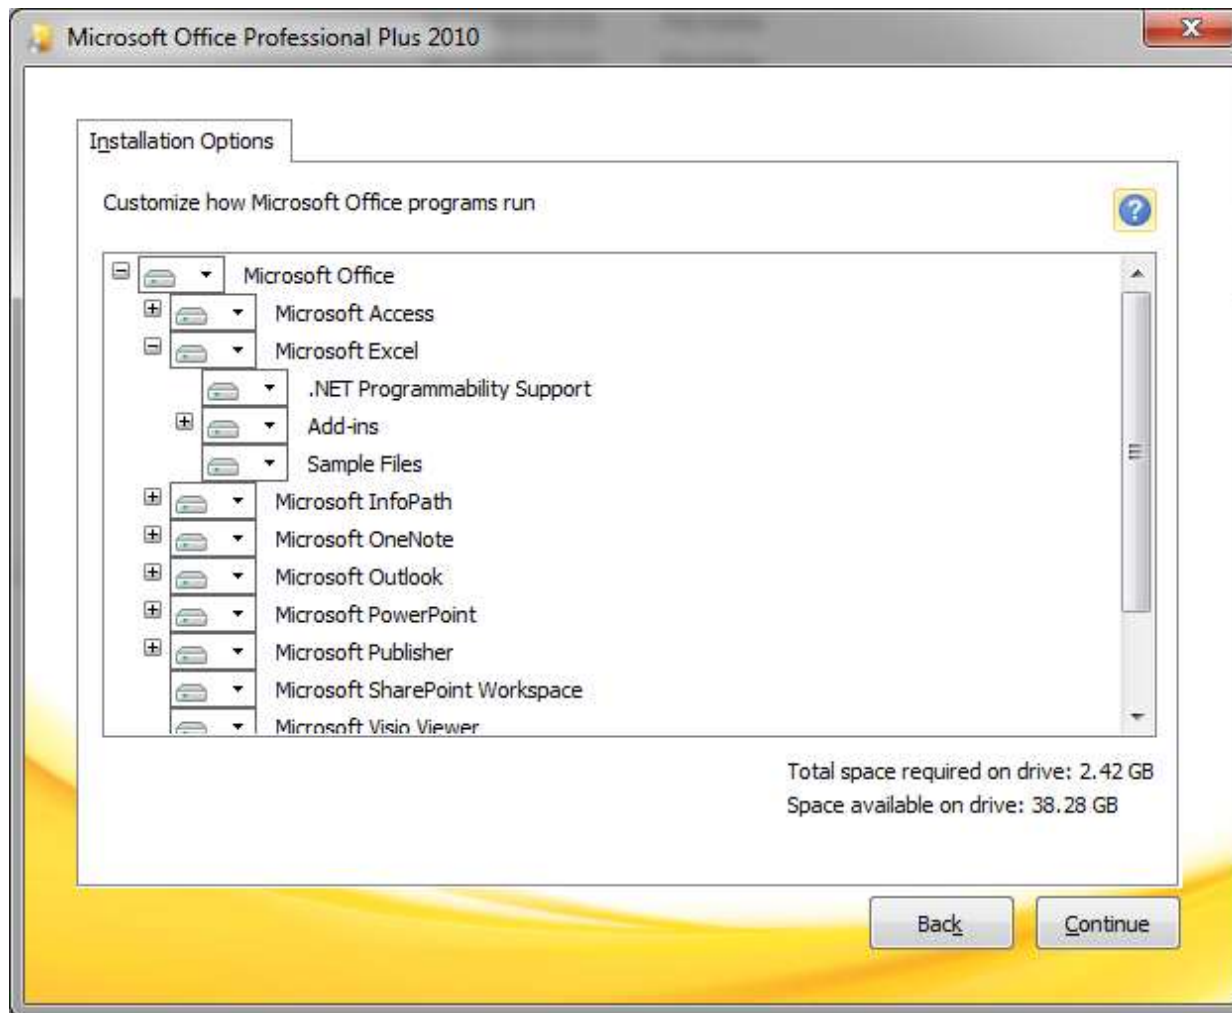 Microsoft Office Professional Plus 2010
Installation Options
Customize how Microsoft Office programs run
Microsoft Office
Microsoft Access
Microsoft Excel
.NET Programmability Support
Add-ins
Sample Files
Microsoft InfoPath
Microsoft OneNote
Microsoft Outlook
Microsoft PowerPoint
Microsoft Publisher
Microsoft SharePoint Workspace
Microsoft Visio Viewer
Total space required on drive: 2.42 GB
Space available on drive: 38.28 GB
Back
Continue